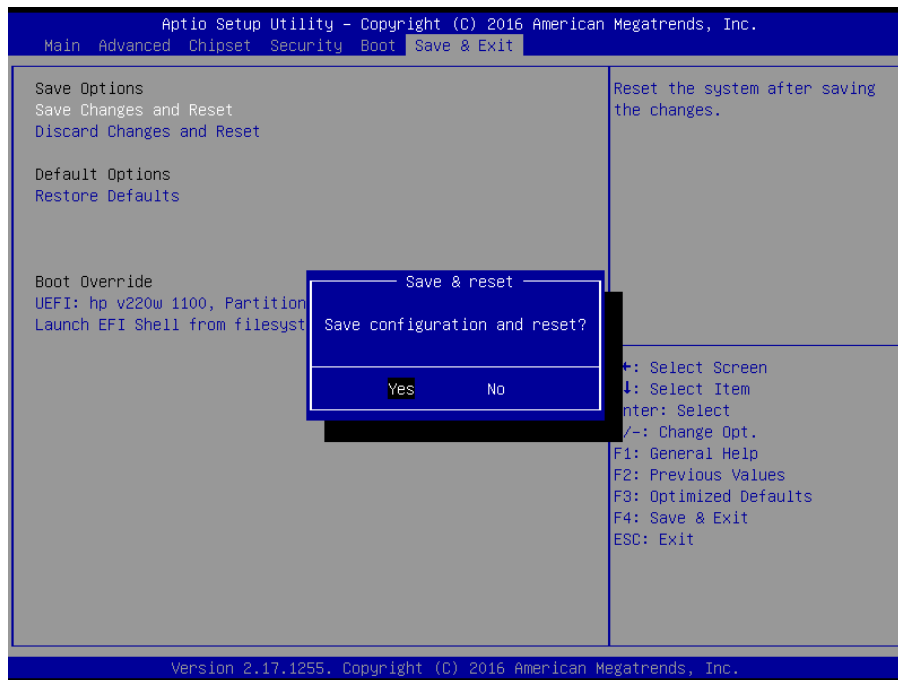 Aptio Setup Utility – Copyright (C) 2016 American Megatrends, Inc.
Main Advanced Chipset Security Boot Save & Exit
Save Options
Save Changes and Reset
Discard Changes and Reset
Default Options
Restore Defaults
Boot Override
UEFI: hp v220w 1100, Partition
Launch EFI Shell from filesyst
Save & reset
Save configuration and reset?
Yes No
Reset the system after saving
the changes.
: Select Screen
: Select Item
nter: Select
/-: Change Opt.
F1: General Help
F2: Previous Values
F3: Optimized Defaults
F4: Save & Exit
ESC: Exit
Version 2.17.1255. Copyright (C) 2016 American Megatrends, Inc.